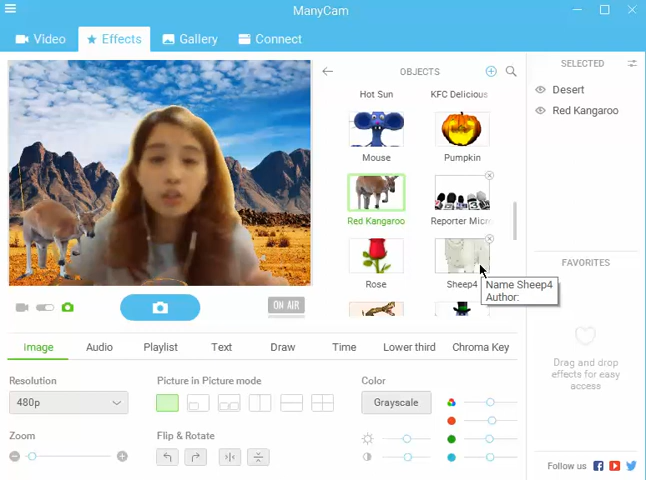 ManyCam
Video
Effects
Gallery
Connect
OBJECTS
Hot Sun
KFC Delicious
Mouse
Pumpkin
Red Kangaroo
Reporter Micr
Rose
Sheep4
Name Sheep4
Author:
SELECTED
Desert
Red Kangaroo
FAVORITES
Drag and drop
effects for easy
access
Follow us
ON AIR
Image
Audio
Playlist
Text
Draw
Time
Lower third
Chroma Key
Resolution
480p
Picture in Picture mode
Color
Grayscale
Zoom
Flip & Rotate